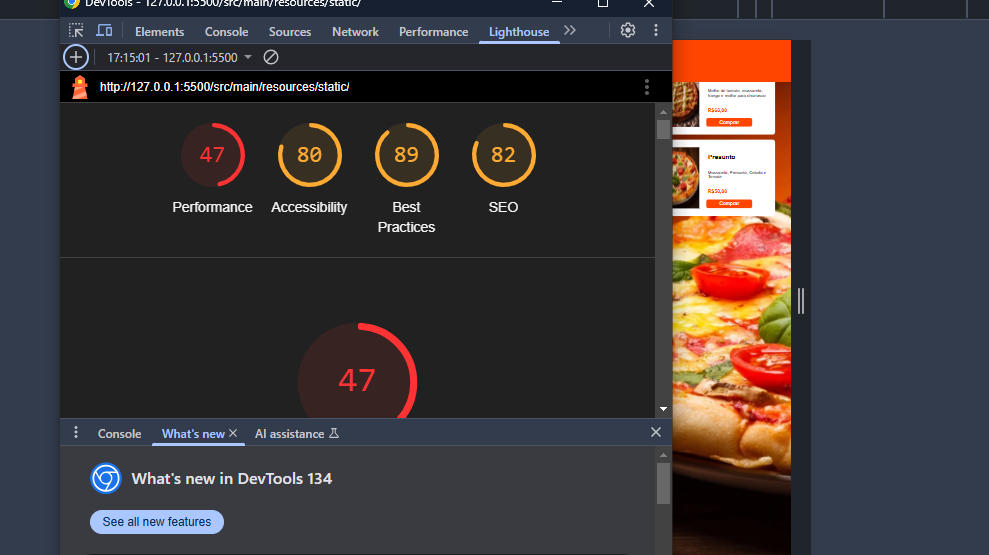 DevTools - 127.0.0.1:5500/src/main/resources/static/
Elements Console Sources Network Performance Lighthouse
17:15:01 - 127.0.0.1:5500
http://127.0.0.1:5500/src/main/resources/static/
47 80 89 82
Performance Accessibility Best Practices SEO
47
Console What's new AI assistance
What's new in DevTools 134
See all new features
Molho de tomate, mussarela,
frango e molho para churrasco
Comprar
Presunto
Mussarela, Presunto, Cebola e
Tomate
R$50,00
Comprar